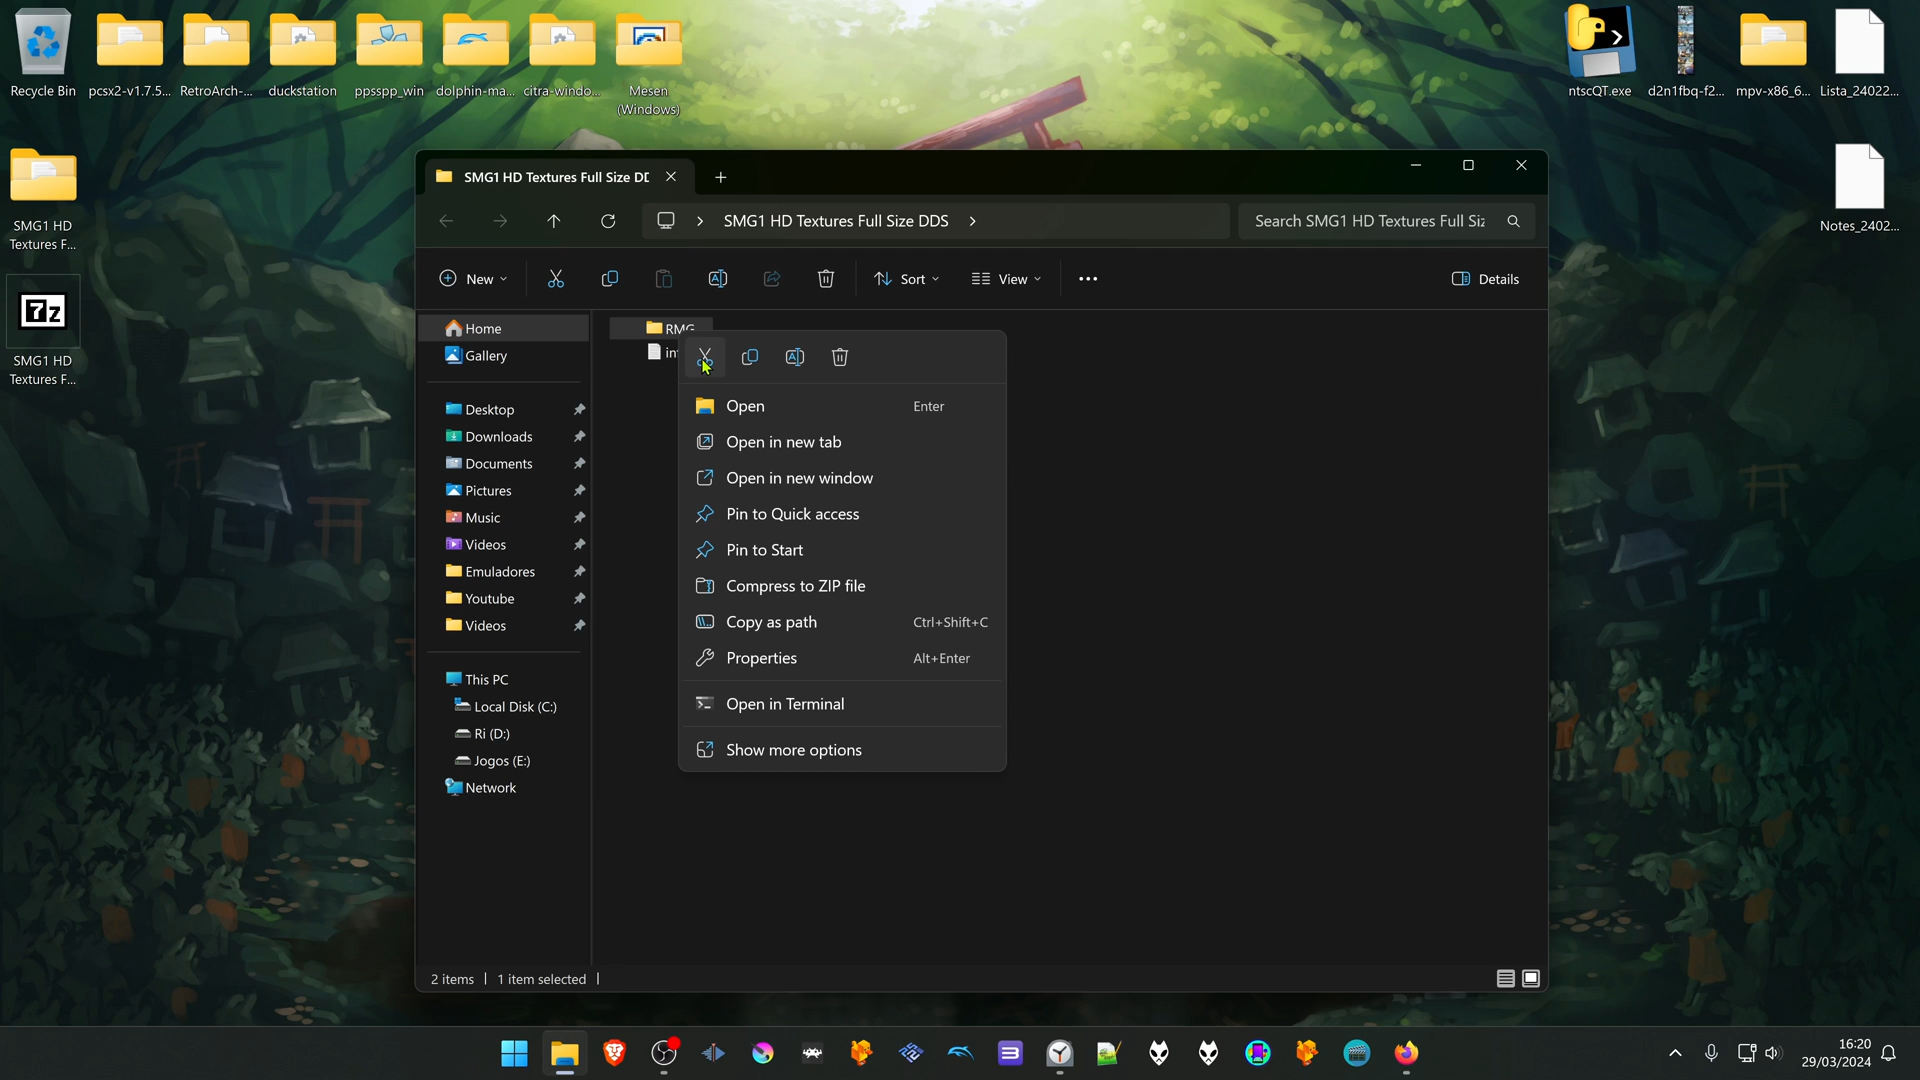 Recycle Bin
pcsx2-v1.7.5...
RetroArch-...
duckstation
ppsspp_win
dolphin-ma...
citra-windo...
Mesen
(Windows)
ntscQT.exe
d2n1fbq-f2...
mpv-x86_6...
Lista_24022...
SMG1 HD
Textures F...
Notes_2402...
7z
SMG1 HD
Textures F...
SMG1 HD Textures Full Size DD
SMG1 HD Textures Full Size DDS
Search SMG1 HD Textures Full Siz
New
Sort
View
Details
Home
Gallery
Desktop
Downloads
Documents
Pictures
Music
Videos
Emuladores
Youtube
Videos
This PC
Local Disk (C:)
Ri (D:)
Jogos (E:)
Network
RMG
Open Enter
Open in new tab
Open in new window
Pin to Quick access
Pin to Start
Compress to ZIP file
Copy as path Ctrl+Shift+C
Properties Alt+Enter
Open in Terminal
Show more options
2 items
1 item selected
16:20
29/03/2024